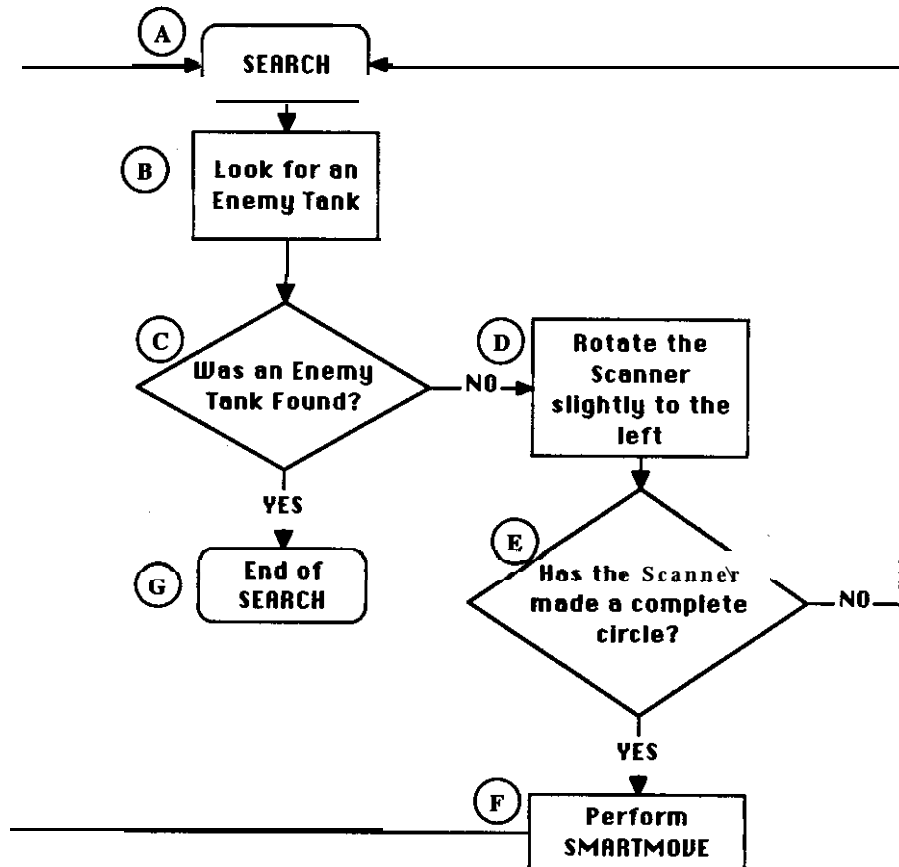 A
SEARCH
B
Look for an
Enemy Tank
C
Was an Enemy
Tank Found?
NO
D
Rotate the
Scanner
slightly to the
left
YES
G
End of
SEARCH
E
Has the Scanner
made a complete
circle?
NO
YES
F
Perform
SMARTMOVE